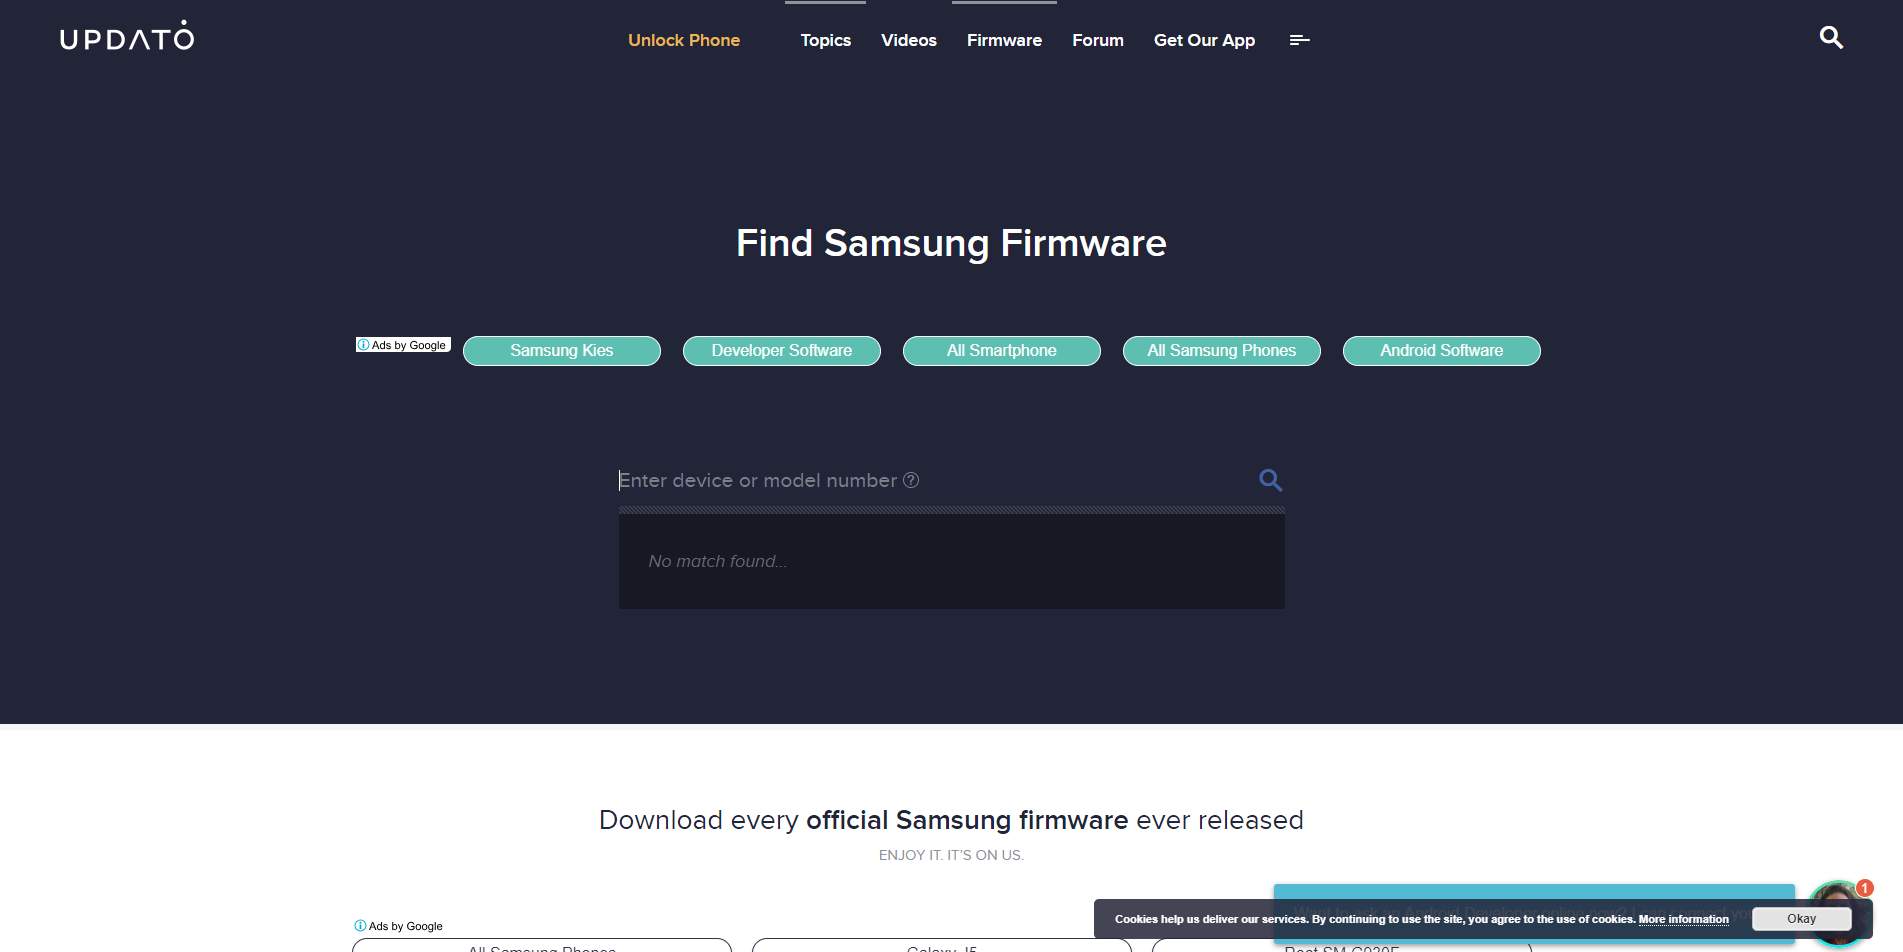 UPDATO
Unlock Phone Topics Videos Firmware Forum Get Our App
Find Samsung Firmware
Ads by Google Samsung Kies Developer Software All Smartphone All Samsung Phones Android Software
Enter device or model number ?
No match found...
Download every official Samsung firmware ever released
ENJOY IT. IT'S ON US.
1
Cookies help us deliver our services. By continuing to use the site, you agree to the use of cookies. More information Okay
Ads by Google
All Samsung Phones Galaxy J5